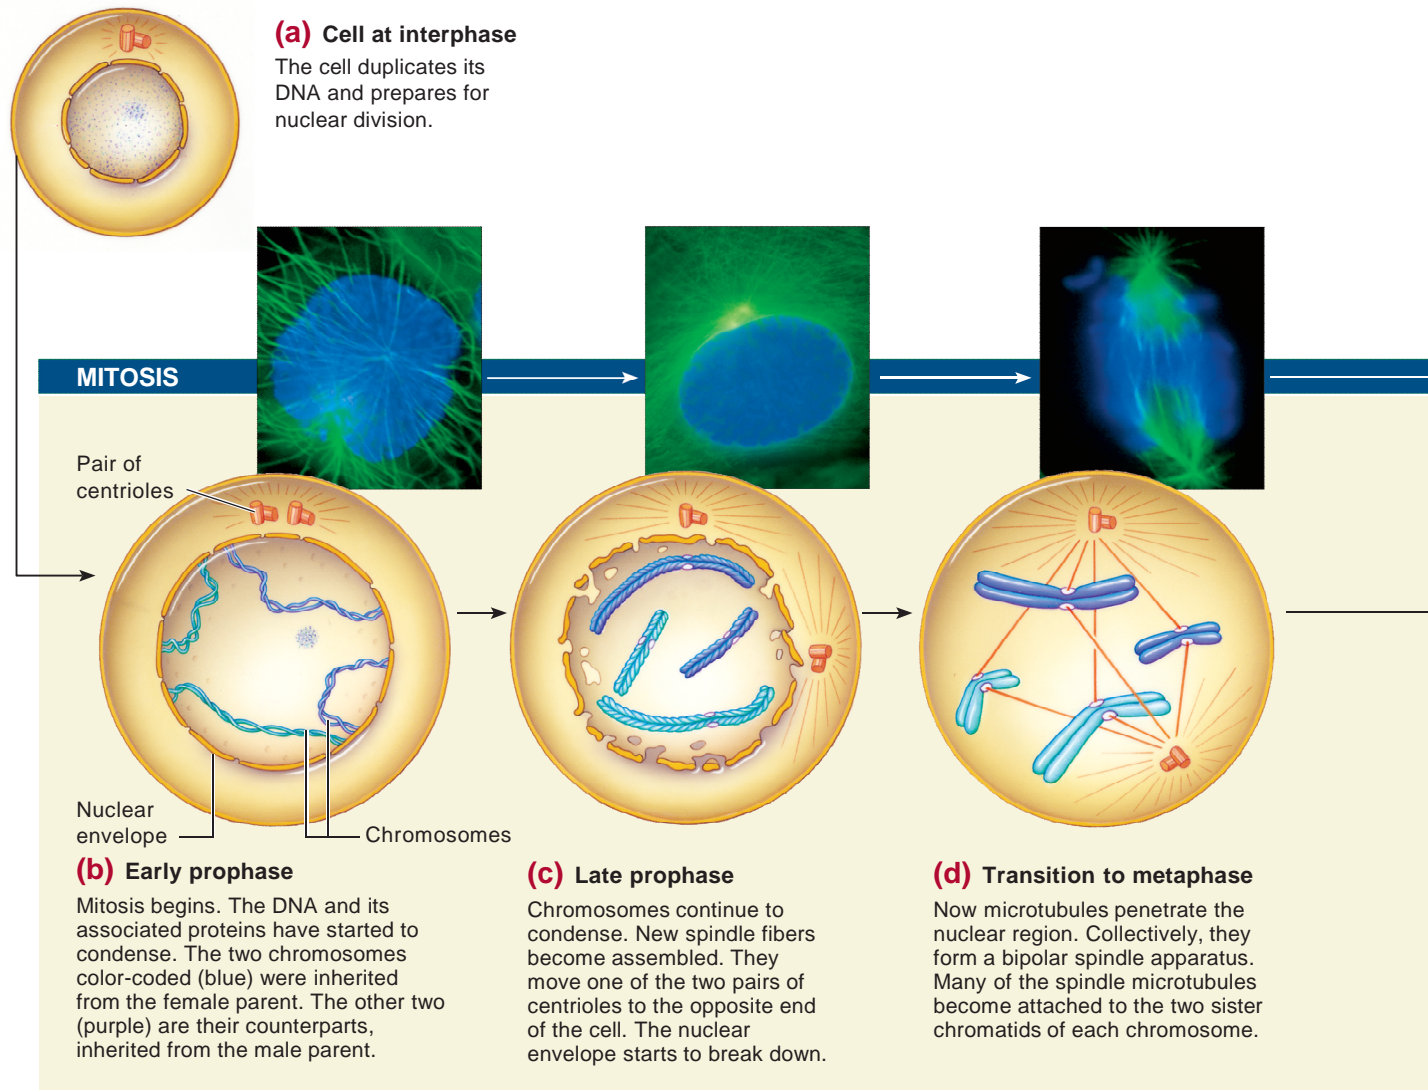 (a) Cell at interphase
The cell duplicates its
DNA and prepares for
nuclear division.
MITOSIS
Pair of
centrioles
Nuclear
envelope
Chromosomes
(b) Early prophase
Mitosis begins. The DNA and its
associated proteins have started to
condense. The two chromosomes
color-coded (blue) were inherited
from the female parent. The other two
(purple) are their counterparts,
inherited from the male parent.
(c) Late prophase
Chromosomes continue to
condense. New spindle fibers
become assembled. They
move one of the two pairs of
centrioles to the opposite end
of the cell. The nuclear
envelope starts to break down.
(d) Transition to metaphase
Now microtubules penetrate the
nuclear region. Collectively, they
form a bipolar spindle apparatus.
Many of the spindle microtubules
become attached to the two sister
chromatids of each chromosome.